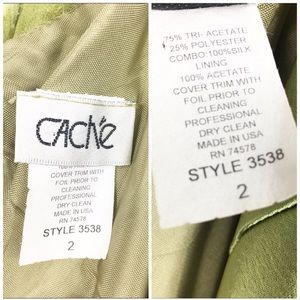 CAChé
COVER TRIM WITH
FOIL PRIOR TO
CLEANING
PROFESSIONAL
DRY CLEAN
MADE IN USA
RN 74578
STYLE 3538
2
75% TRI- ACETATE
25% POLYESTER
COMBO:100%SILK
LINING
100% ACETATE
COVER TRIM WITH
FOIL PRIOR TO
CLEANING
PROFESSIONAL
DRY CLEAN
MADE IN USA
RN 74578
STYLE 3538
2